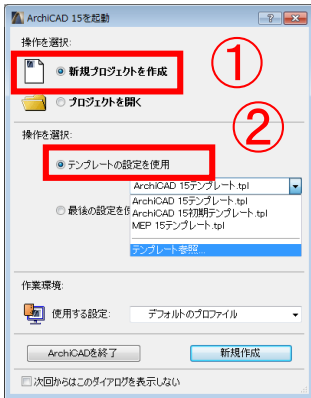 ArchiCAD 15を起動
操作を選択:
①
新規プロジェクトを作成
プロジェクトを開く
②
操作を選択:
テンプレートの設定を使用
ArchiCAD 15テンプレート.tpl
ArchiCAD 15テンプレート.tpl
最後の設定を
ArchiCAD 15初期テンプレート.tpl
MEP 15テンプレート.tpl
テンプレート参照...
作業環境:
使用する設定: デフォルトのプロファイル
ArchiCADを終了 新規作成
次回からはこのダイアログを表示しない